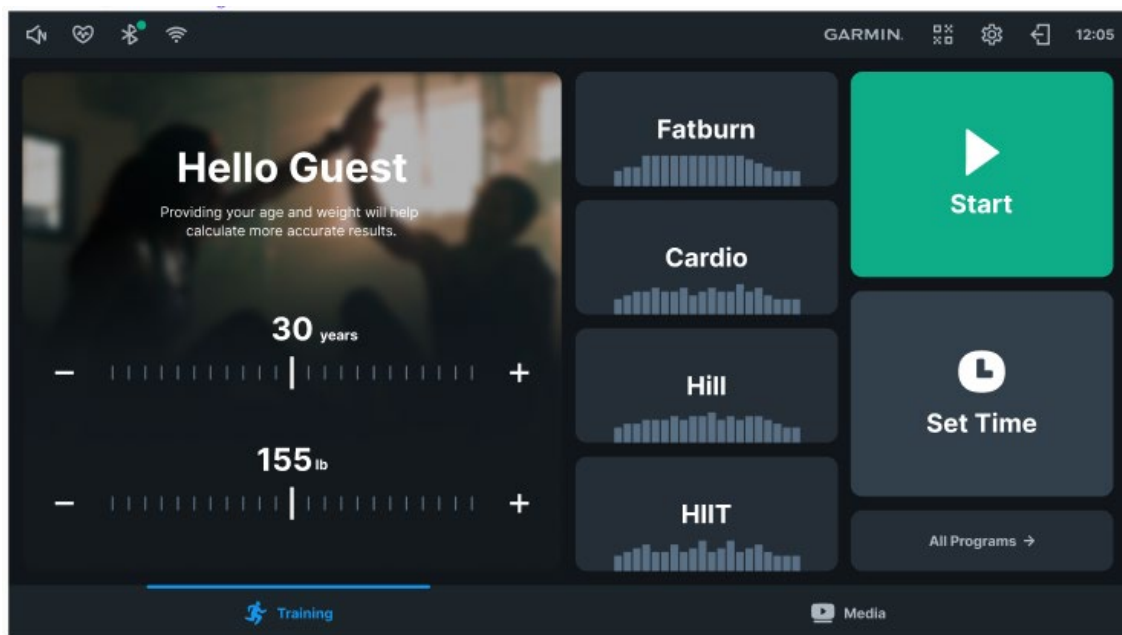 GARMIN.
12:05
Hello Guest
Providing your age and weight will help
calculate more accurate results.
30 years
155 lb
Fatburn
Cardio
Hill
HIIT
Start
Set Time
All Programs →
Training
Media